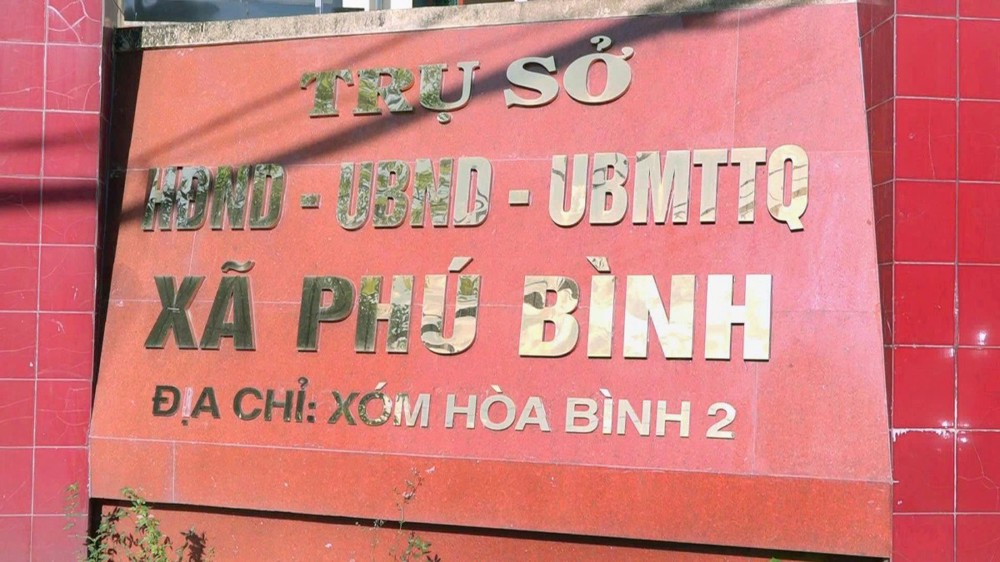 TRỤ SỞ
HĐND - UBND - UBMTTQ
XÃ PHÚ BÌNH
ĐỊA CHỈ: XÓM HÒA BÌNH 2